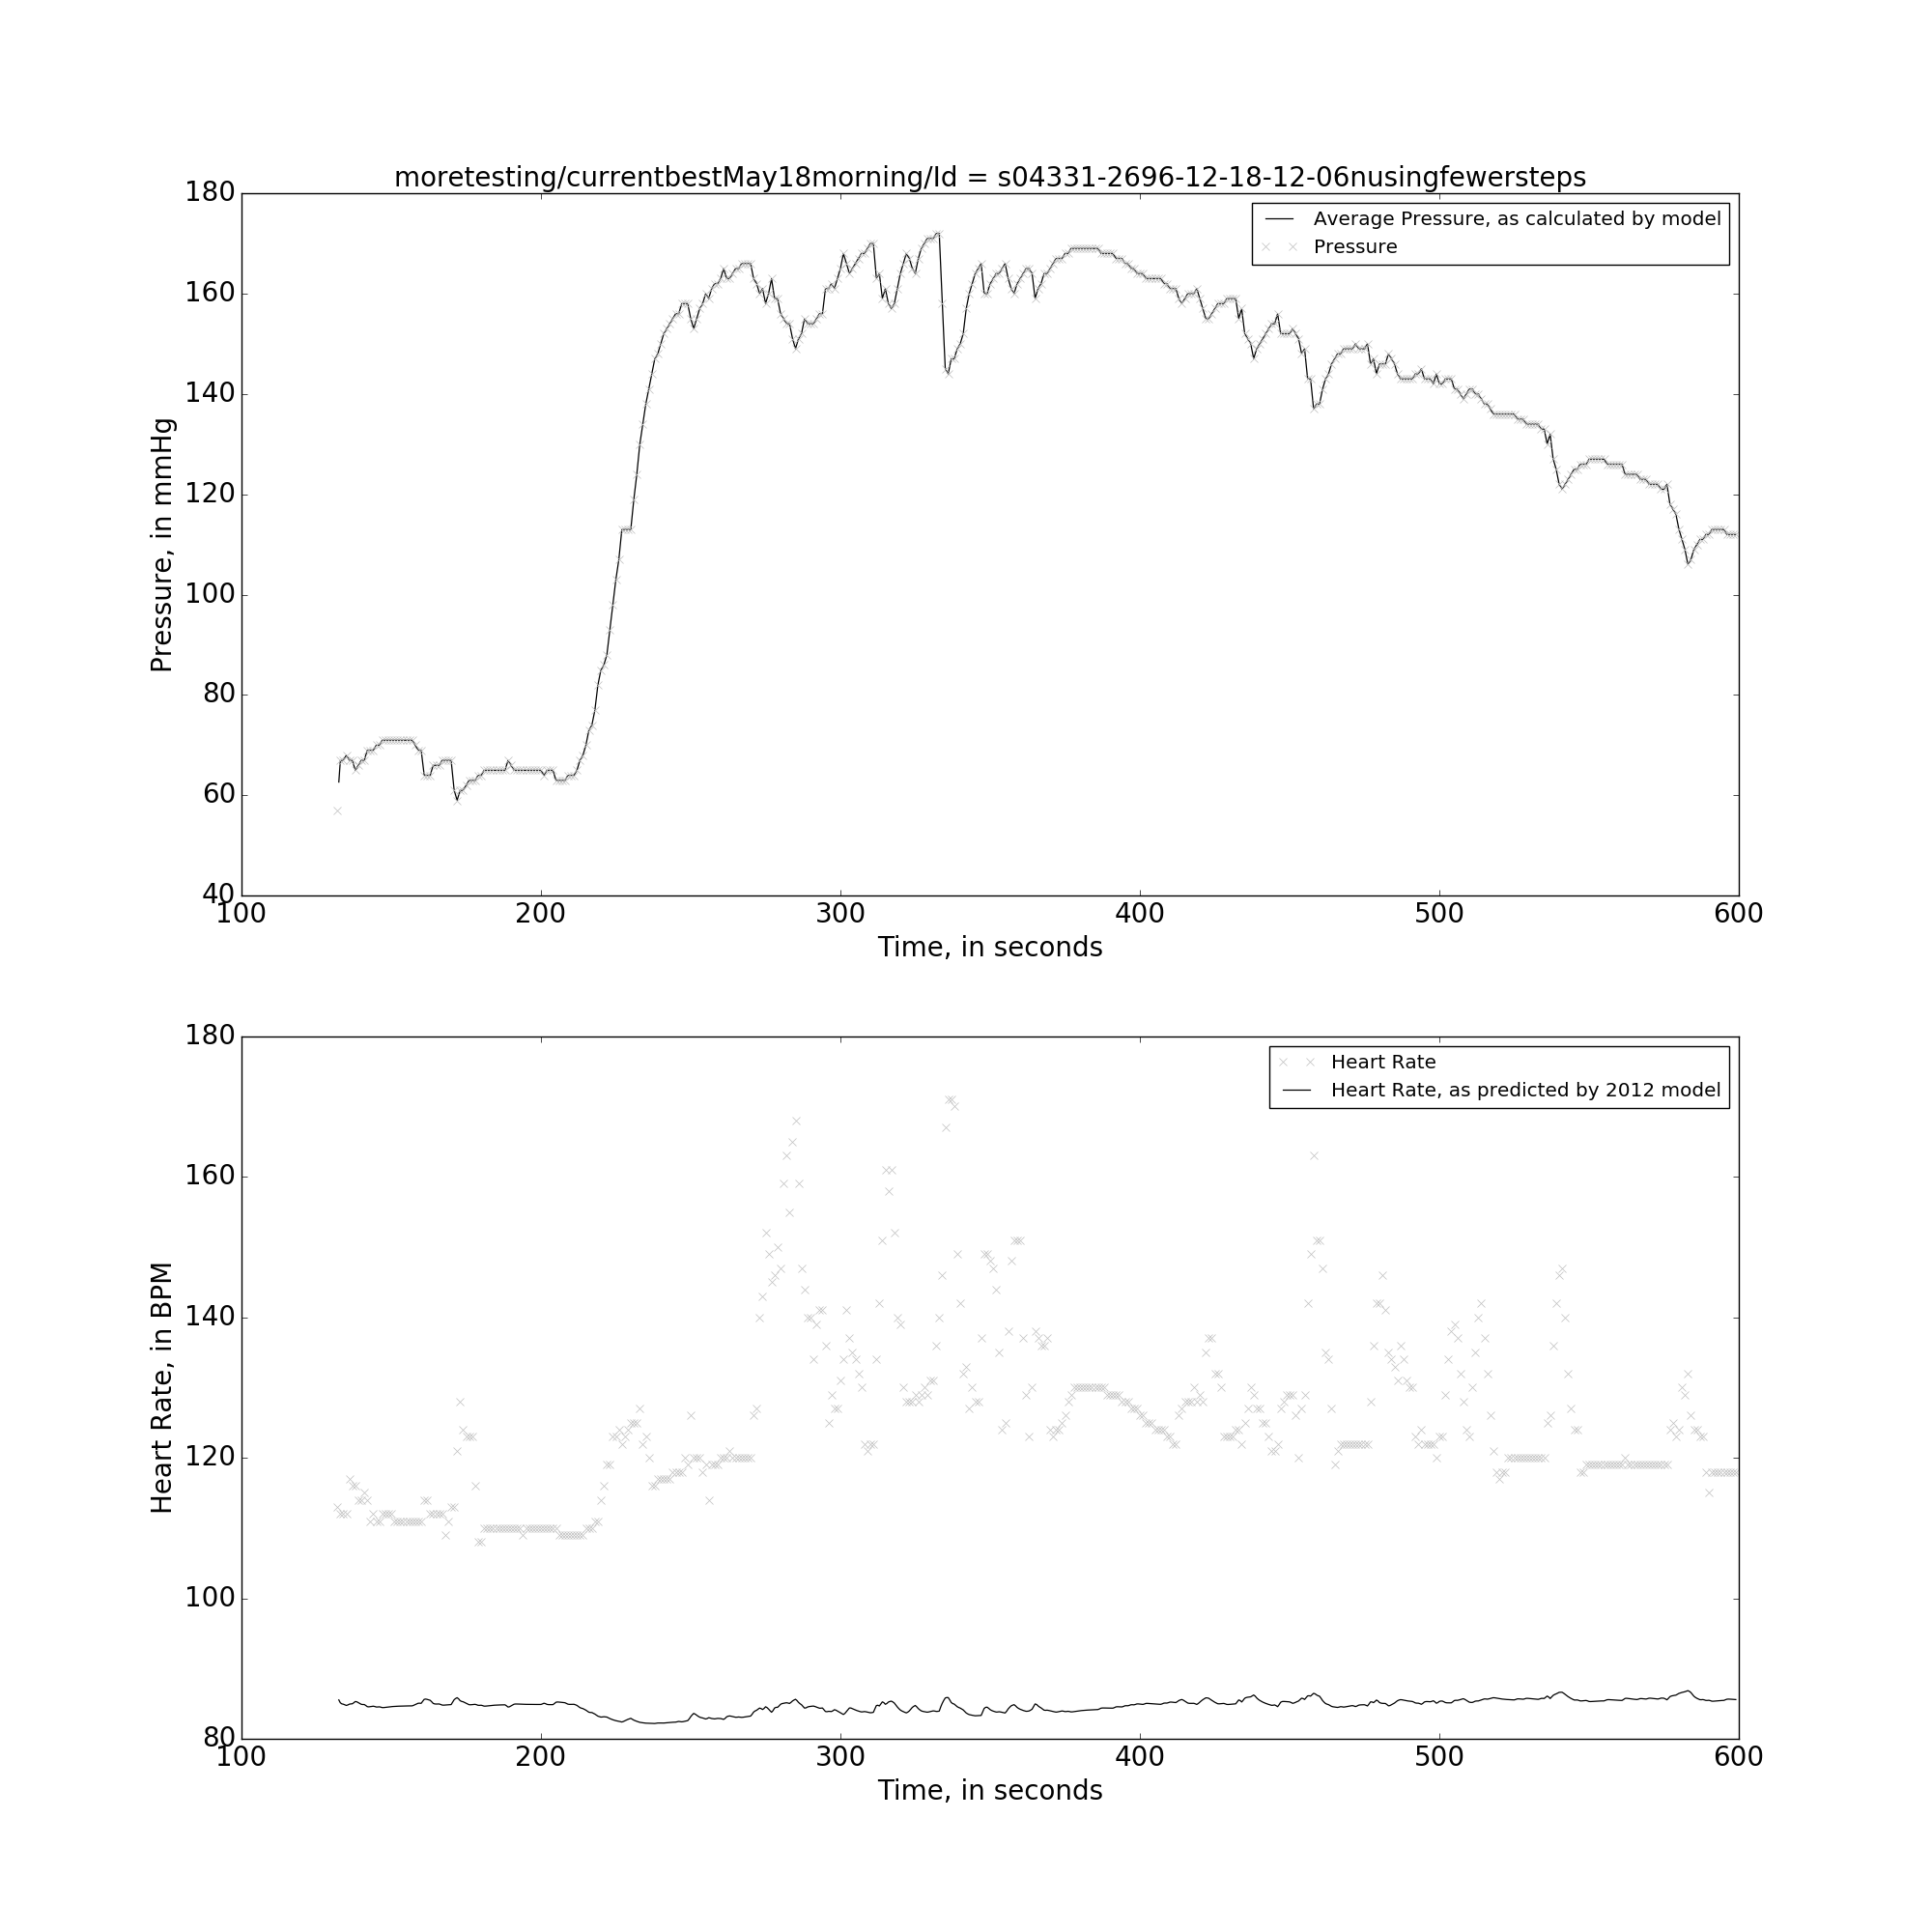 moretesting/currentbestMay18morning/Id = s04331-2696-12-18-12-06nusingfewersteps
180
160
140
120
100
80
60
40
Pressure, in mmHg
Average Pressure, as calculated by model
Pressure
100 200 300 400 500 600
Time, in seconds
180
160
140
120
100
80
Heart Rate, in BPM
Heart Rate
Heart Rate, as predicted by 2012 model
100 200 300 400 500 600
Time, in seconds